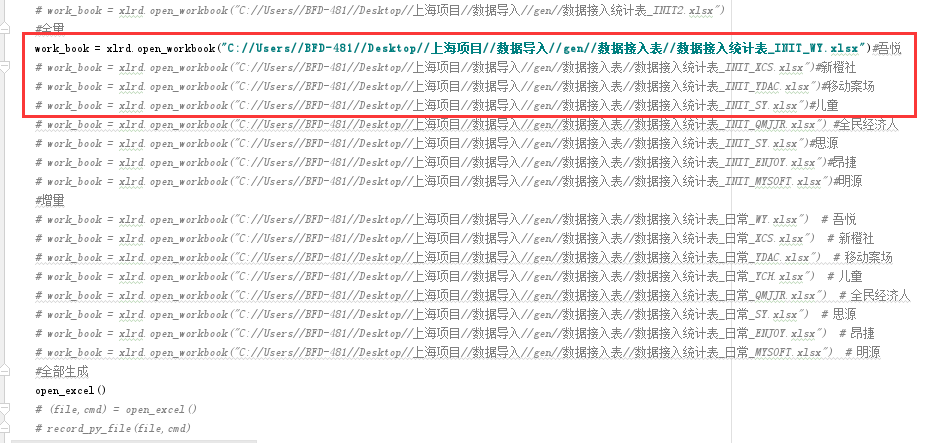 # work_book = xlrd.open_workbook("C://Users//BFD-481//Desktop//上海项目//数据导入//gen//数据接入统计表_INIT2.xlsx")
#全量
work_book = xlrd.open_workbook("C://Users//BFD-481//Desktop//上海项目//数据导入//gen//数据接入表//数据接入统计表_INIT_WY.xlsx")#吾悦
# work_book = xlrd.open_workbook("C://Users//BFD-481//Desktop//上海项目//数据导入//gen//数据接入表//数据接入统计表_INIT_XCS.xlsx")#新橙社
# work_book = xlrd.open_workbook("C://Users//BFD-481//Desktop//上海项目//数据导入//gen//数据接入表//数据接入统计表_INIT_YDAC.xlsx")#移动案场
# work_book = xlrd.open_workbook("C://Users//BFD-481//Desktop//上海项目//数据导入//gen//数据接入表//数据接入统计表_INIT_SY.xlsx")#儿童
# work_book = xlrd.open_workbook("C://Users//BFD-481//Desktop//上海项目//数据导入//gen//数据接入表//数据接入统计表_INIT_QMJJR.xlsx") #全民经济人
# work_book = xlrd.open_workbook("C://Users//BFD-481//Desktop//上海项目//数据导入//gen//数据接入表//数据接入统计表_INIT_SY.xlsx")#思源
# work_book = xlrd.open_workbook("C://Users//BFD-481//Desktop//上海项目//数据导入//gen//数据接入表//数据接入统计表_INIT_ENJOY.xlsx")#昂捷
# work_book = xlrd.open_workbook("C://Users//BFD-481//Desktop//上海项目//数据导入//gen//数据接入表//数据接入统计表_INIT_MYSOFT.xlsx")#明源
#增量
# work_book = xlrd.open_workbook("C://Users//BFD-481//Desktop//上海项目//数据导入//gen//数据接入表//数据接入统计表_日常_WY.xlsx")  # 吾悦
# work_book = xlrd.open_workbook("C://Users//BFD-481//Desktop//上海项目//数据导入//gen//数据接入表//数据接入统计表_日常_XCS.xlsx")  # 新橙社
# work_book = xlrd.open_workbook("C://Users//BFD-481//Desktop//上海项目//数据导入//gen//数据接入表//数据接入统计表_日常_YDAC.xlsx")  # 移动案场
# work_book = xlrd.open_workbook("C://Users//BFD-481//Desktop//上海项目//数据导入//gen//数据接入表//数据接入统计表_日常_YCH.xlsx")  # 儿童
# work_book = xlrd.open_workbook("C://Users//BFD-481//Desktop//上海项目//数据导入//gen//数据接入表//数据接入统计表_日常_QMJJR.xlsx")  # 全民经济人
# work_book = xlrd.open_workbook("C://Users//BFD-481//Desktop//上海项目//数据导入//gen//数据接入表//数据接入统计表_日常_SY.xlsx")  # 思源
# work_book = xlrd.open_workbook("C://Users//BFD-481//Desktop//上海项目//数据导入//gen//数据接入表//数据接入统计表_日常_ENJOY.xlsx")  # 昂捷
# work_book = xlrd.open_workbook("C://Users//BFD-481//Desktop//上海项目//数据导入//gen//数据接入表//数据接入统计表_日常_MYSOFT.xlsx")  # 明源
#全部生成
open_excel()
# (file,cmd) = open_excel()
# record_py_file(file,cmd)